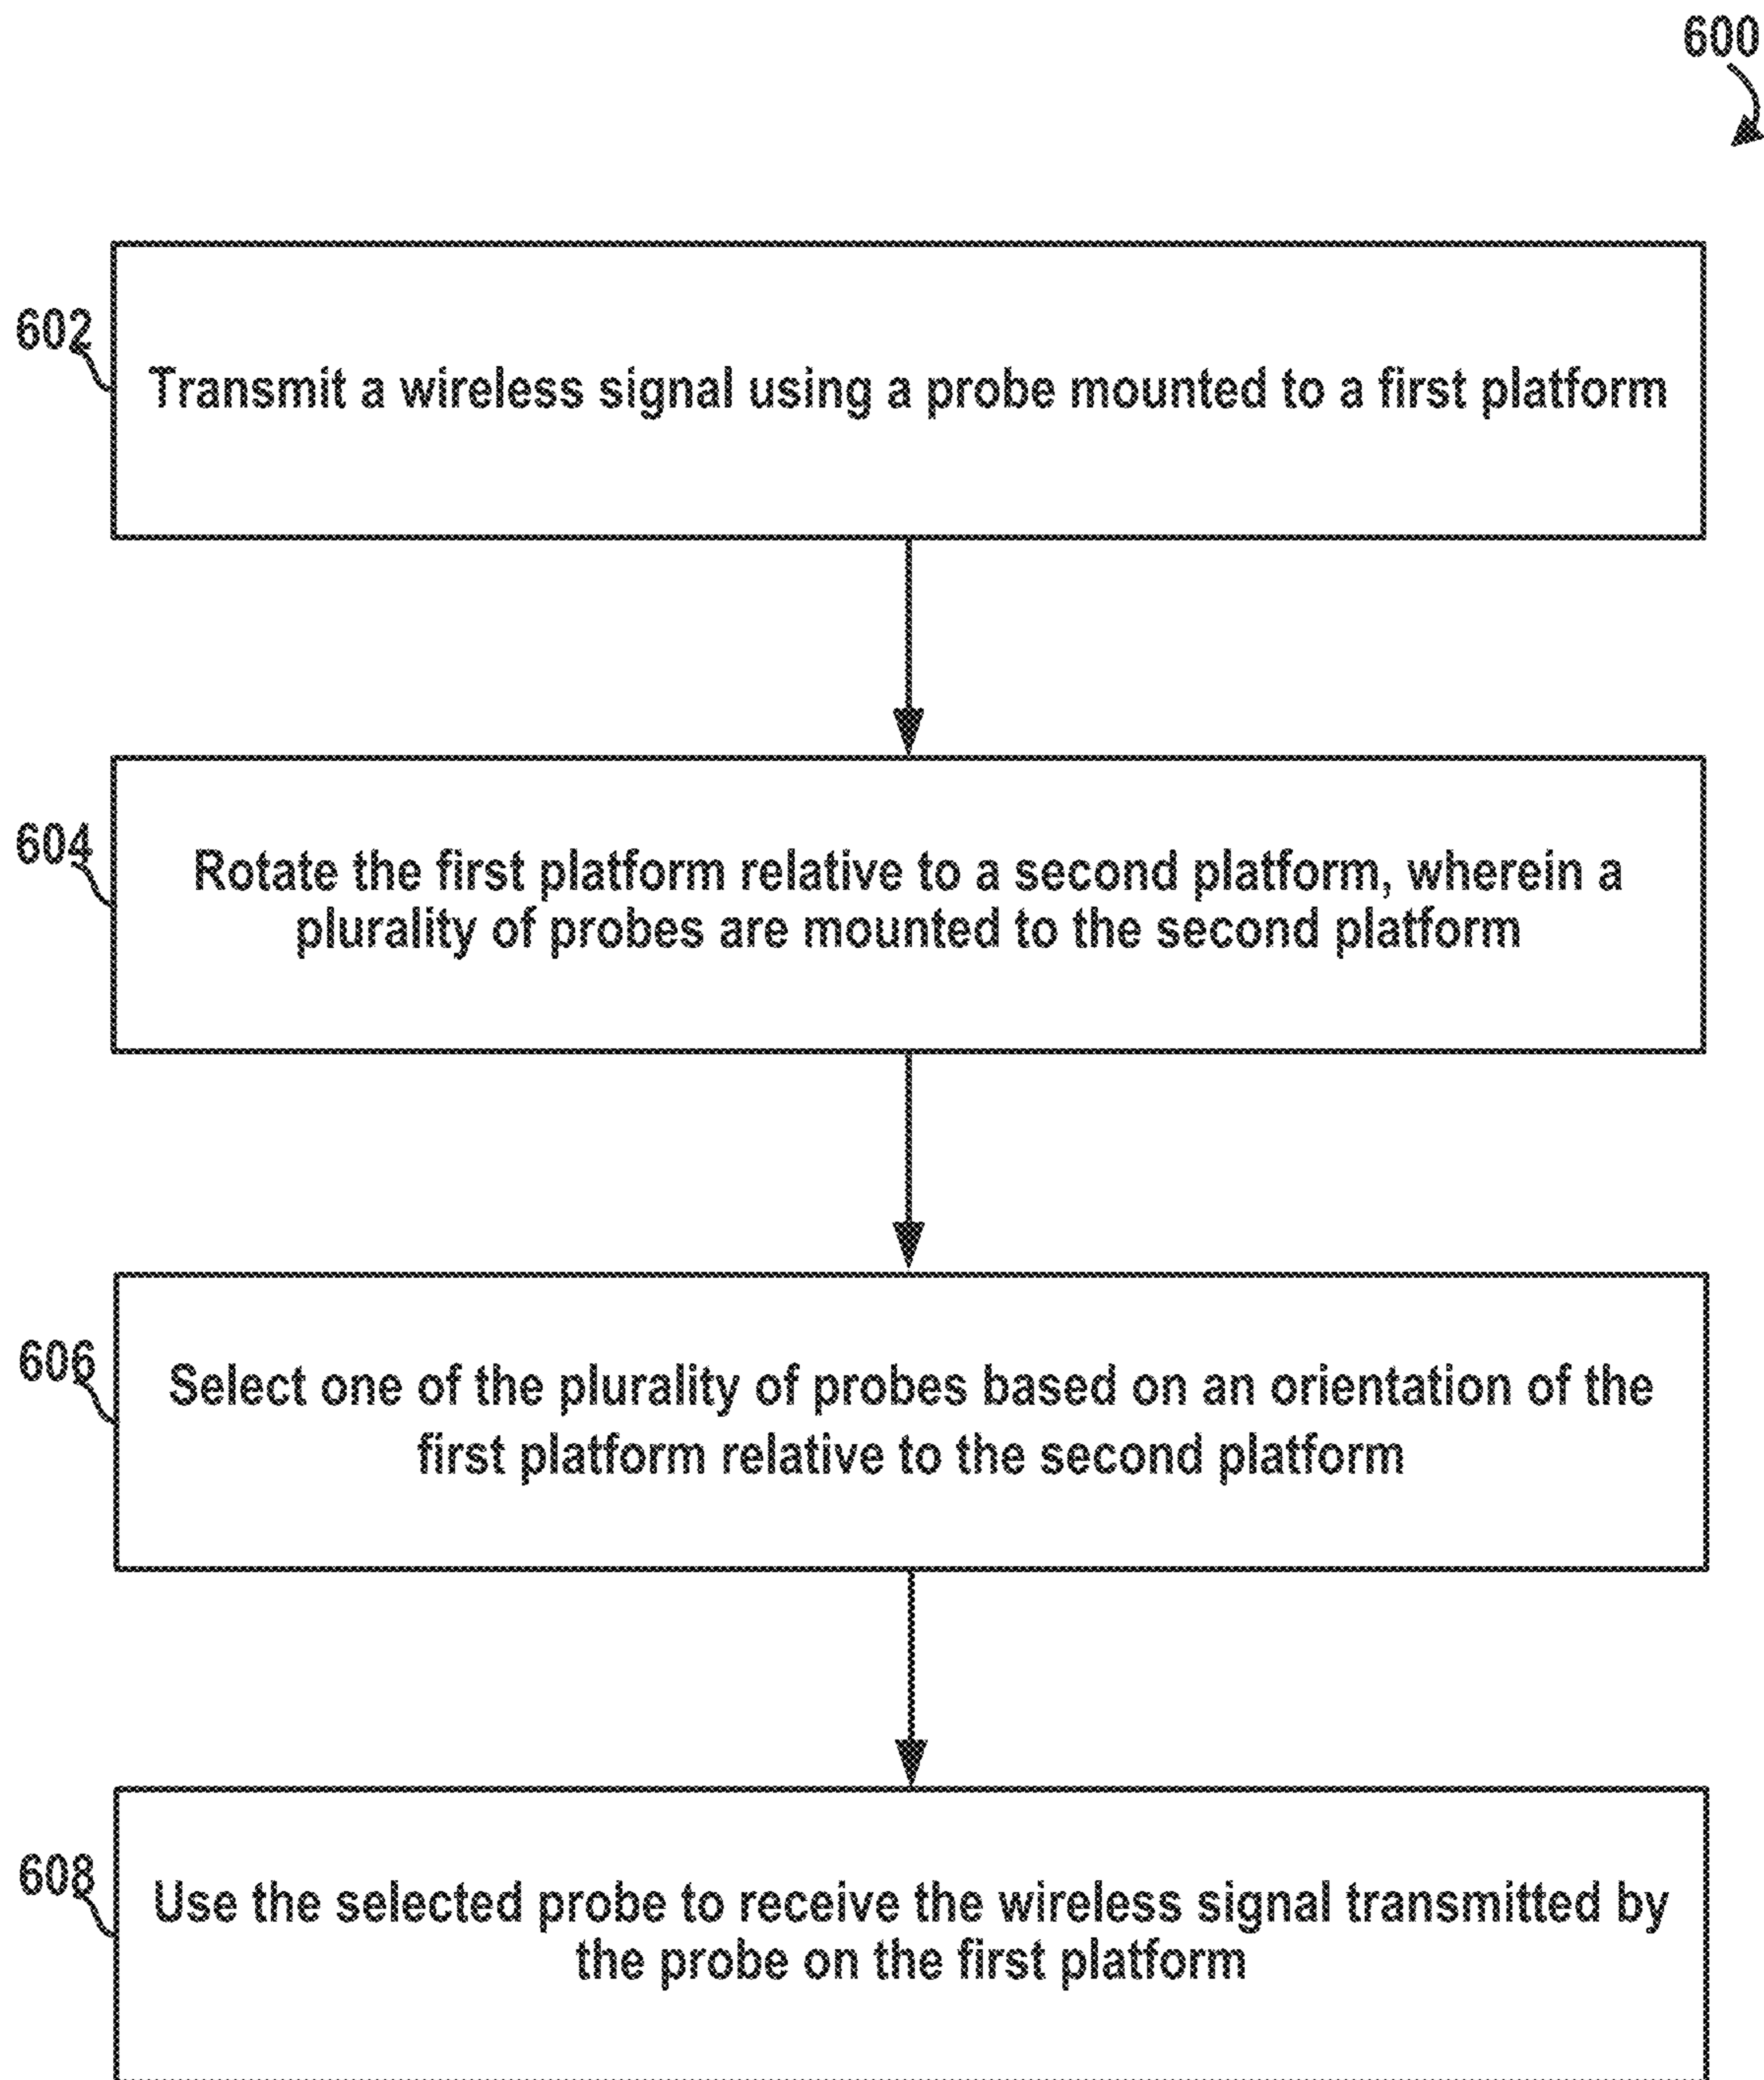 600
602
Transmit a wireless signal using a probe mounted to a first platform
604
Rotate the first platform relative to a second platform, wherein a
plurality of probes are mounted to the second platform
606
Select one of the plurality of probes based on an orientation of the
first platform relative to the second platform
608
Use the selected probe to receive the wireless signal transmitted by
the probe on the first platform